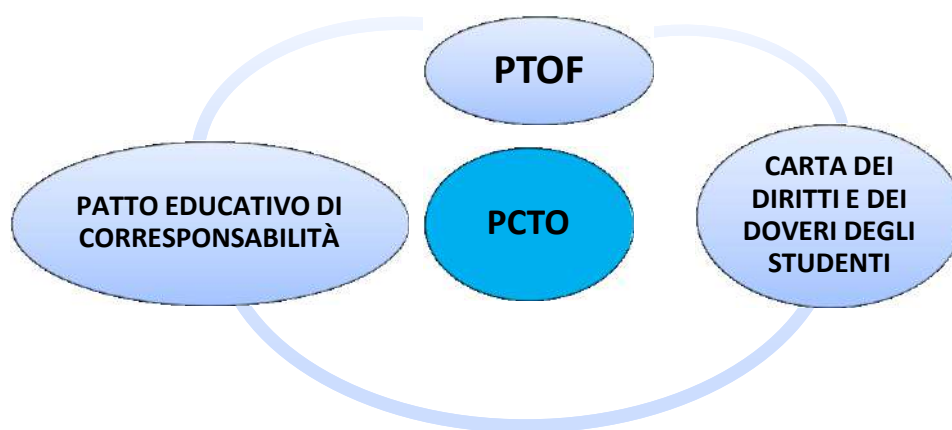 PTOF
PATTO EDUCATIVO DI
CORRESPONSABILITÀ
PCTO
CARTA DEI
DIRITTI E DEI
DOVERI DEGLI
STUDENTI